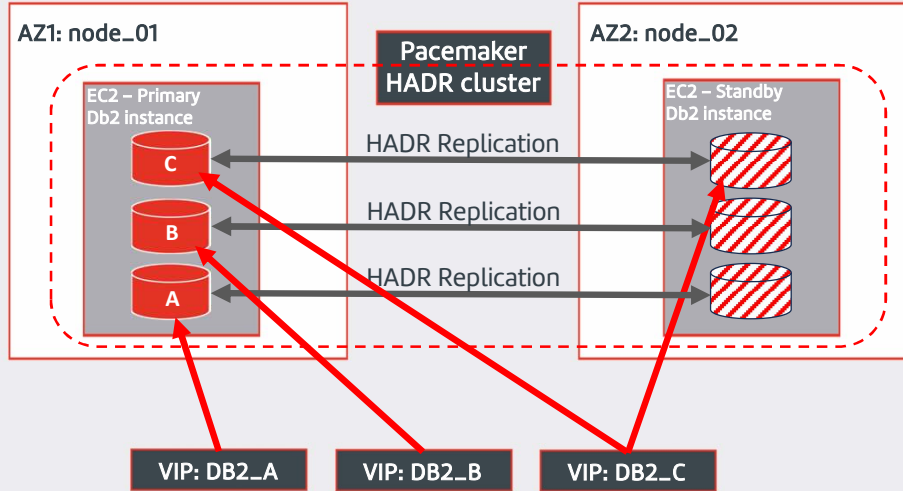 AZ1: node_01
AZ2: node_02
Pacemaker
HADR cluster
EC2 – Primary
Db2 instance
EC2 – Standby
Db2 instance
C
HADR Replication
B
HADR Replication
A
HADR Replication
VIP: DB2_A
VIP: DB2_B
VIP: DB2_C